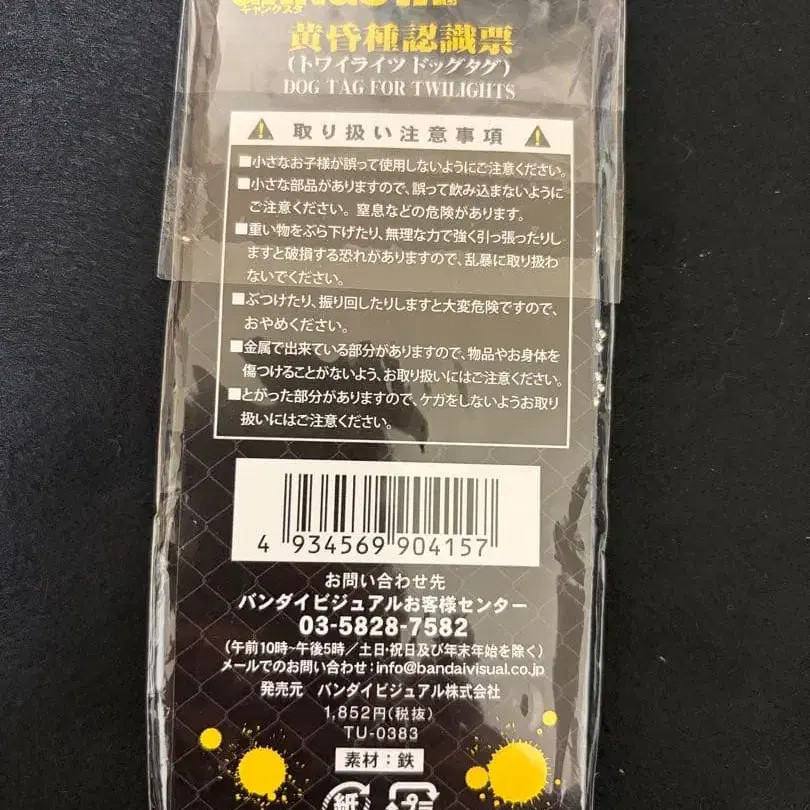 ギャングスタ
黄昏種認識票
(トワイライツ ドッグタグ)
DOG TAG FOR TWILIGHTS
取り扱い注意事項
■小さなお子様が誤って使用しないようにご注意ください。
■小さな部品がありますので、誤って飲み込まないように
ご注意ください。窒息などの危険があります。
■重い物をぶら下げたり、無理な力で強く引っ張ったりし
ますと破損する恐れがありますので、乱暴に取り扱わ
ないでください。
■ぶつけたり、振り回したりしますと大変危険ですので、
おやめください。
■金属で出来ている部分がありますので、物品やお身体を
傷つけることがないよう、お取り扱いにはご注意ください。
■とがった部分がありますので、ケガをしないようお取り
扱いにはご注意ください。
4 934569 904157
お問い合わせ先
バンダイビジュアルお客様センター
03-5828-7582
(午前10時~午後5時/土日・祝日及び年末年始を除く)
メールでのお問い合わせ:info@bandaivisual.co.jp
発売元 バンダイビジュアル株式会社
1,852円(税抜)
TU-0383
素材:鉄
紙 プラ